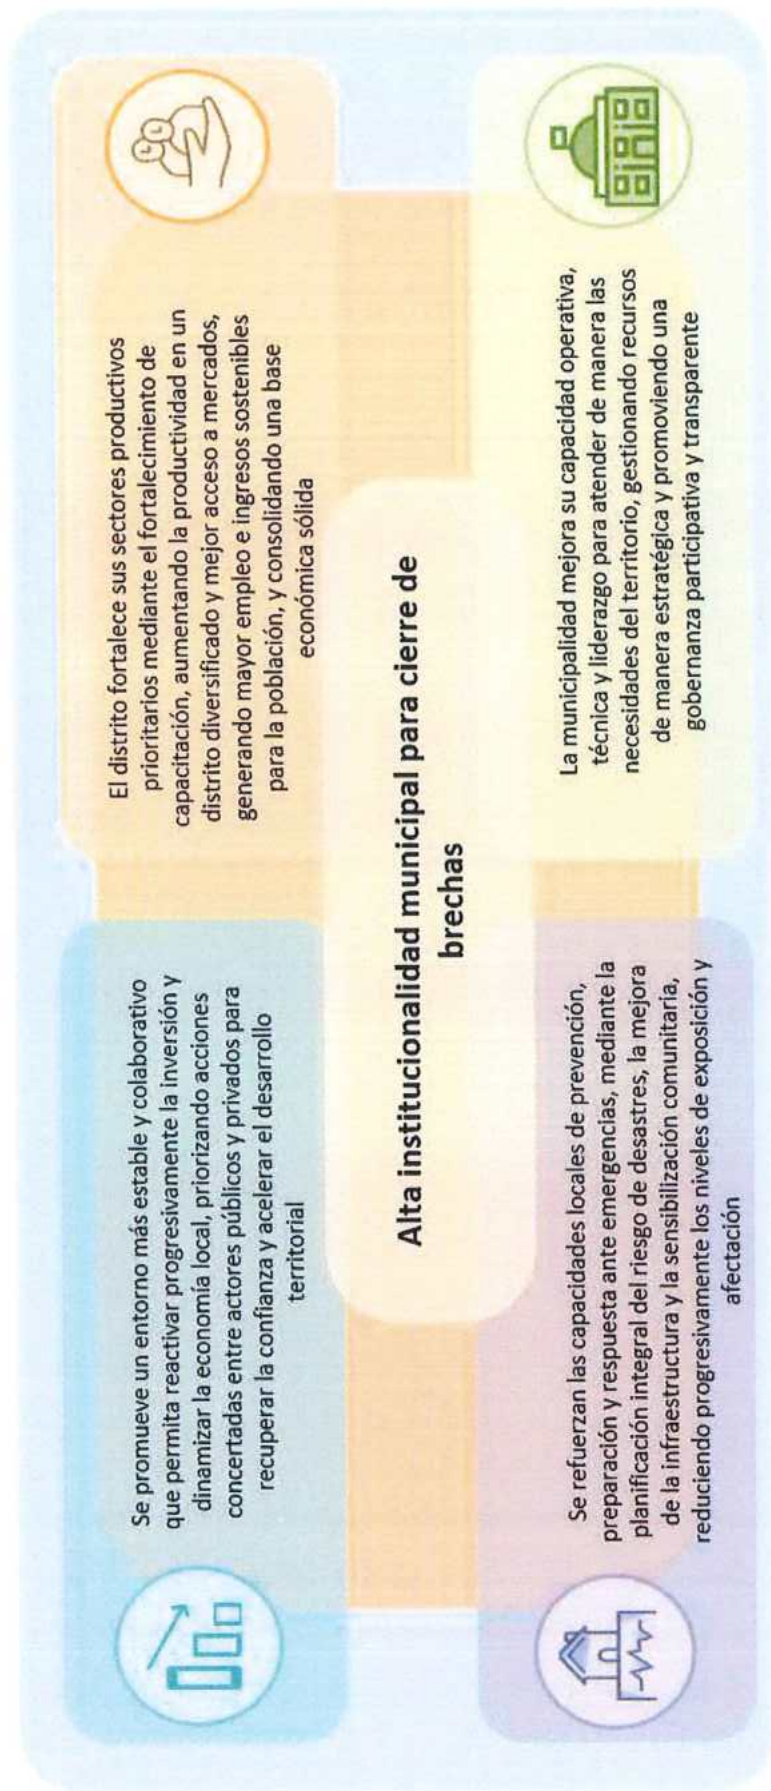 Se promueve un entorno más estable y colaborativo
que permita reactivar progresivamente la inversión y
dinamizar la economía local, priorizando acciones
concertadas entre actores públicos y privados para
recuperar la confianza y acelerar el desarrollo
territorial
El distrito fortalece sus sectores productivos
prioritarios mediante el fortalecimiento de
capacitación, aumentando la productividad en un
distrito diversificado y mejor acceso a mercados,
generando mayor empleo e ingresos sostenibles
para la población, y consolidando una base
económica sólida
Alta institucionalidad municipal para cierre de
brechas
Se refuerzan las capacidades locales de prevención,
preparación y respuesta ante emergencias, mediante la
planificación integral del riesgo de desastres, la mejora
de la infraestructura y la sensibilización comunitaria,
reduciendo progresivamente los niveles de exposición y
afectación
La municipalidad mejora su capacidad operativa,
técnica y liderazgo para atender de manera las
necesidades del territorio, gestionando recursos
de manera estratégica y promoviendo una
gobernanza participativa y transparente